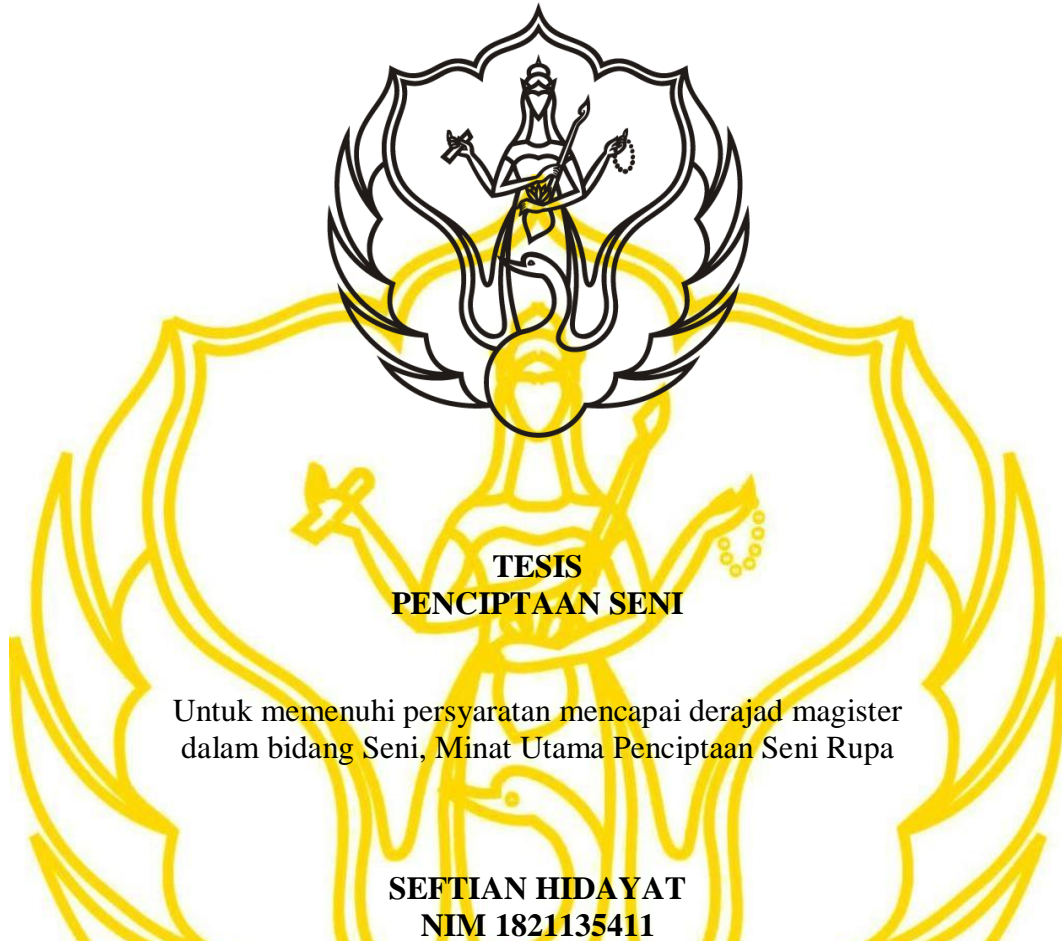 TESIS
PENCIPTAAN SENI
Untuk memenuhi persyaratan mencapai derajad magister
dalam bidang Seni, Minat Utama Penciptaan Seni Rupa
SEFTIAN HIDAYAT
NIM 1821135411